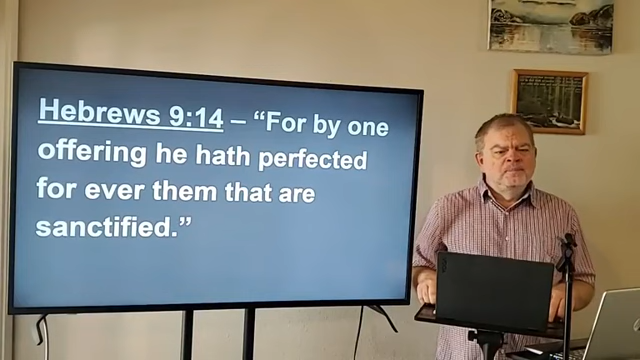 Hebrews 9:14 – “For by one
offering he hath perfected
for ever them that are
sanctified.”